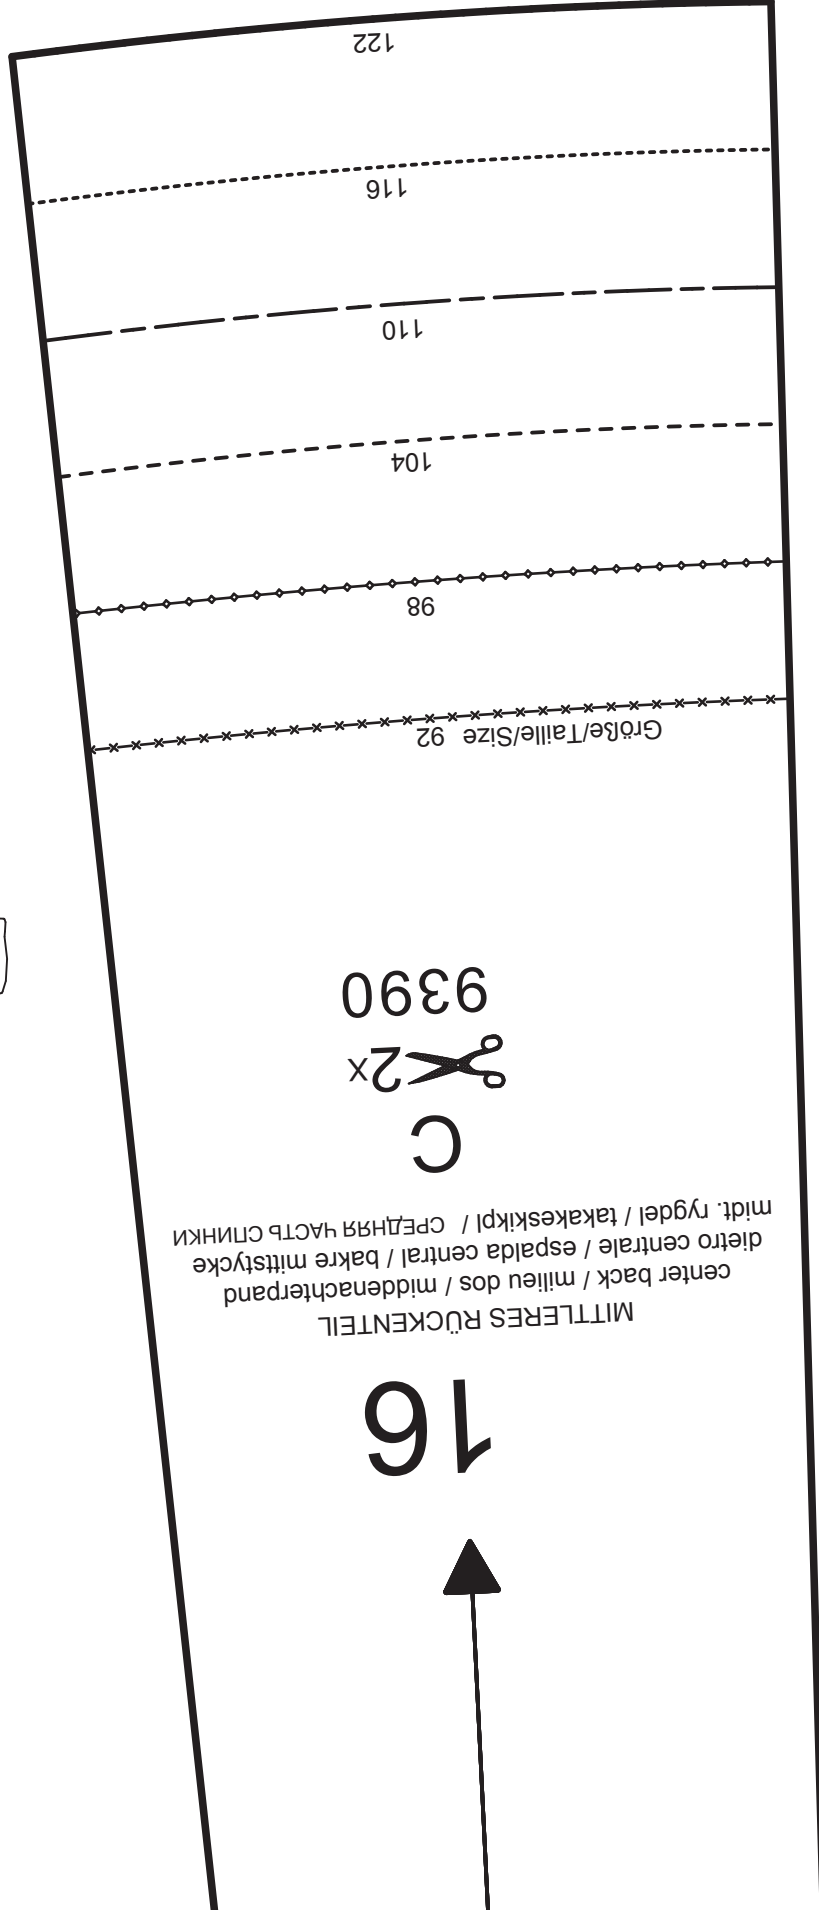 16
MITTLERES RÜCKENTEIL
center back / milieu dos / middenachterpand
dietro centrale / espalda central / bakre mittstycke
midt. rygdel / takakeskikpl / СРЕДНЯЯ ЧАСТЬ СПИНКИ
C
2x
9390
Größe/Taille/Size 92
98
104
110
116
122